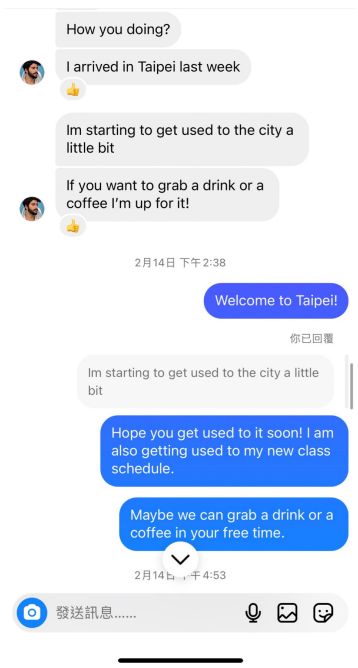 How you doing?
I arrived in Taipei last week
Im starting to get used to the city a
little bit
If you want to grab a drink or a
coffee I'm up for it!
2月14日 下午2:38
Welcome to Taipei!
你已回覆
Im starting to get used to the city a little
bit
Hope you get used to it soon! I am
also getting used to my new class
schedule.
Maybe we can grab a drink or a
coffee in your free time.
2月14日 下午4:53
發送訊息......